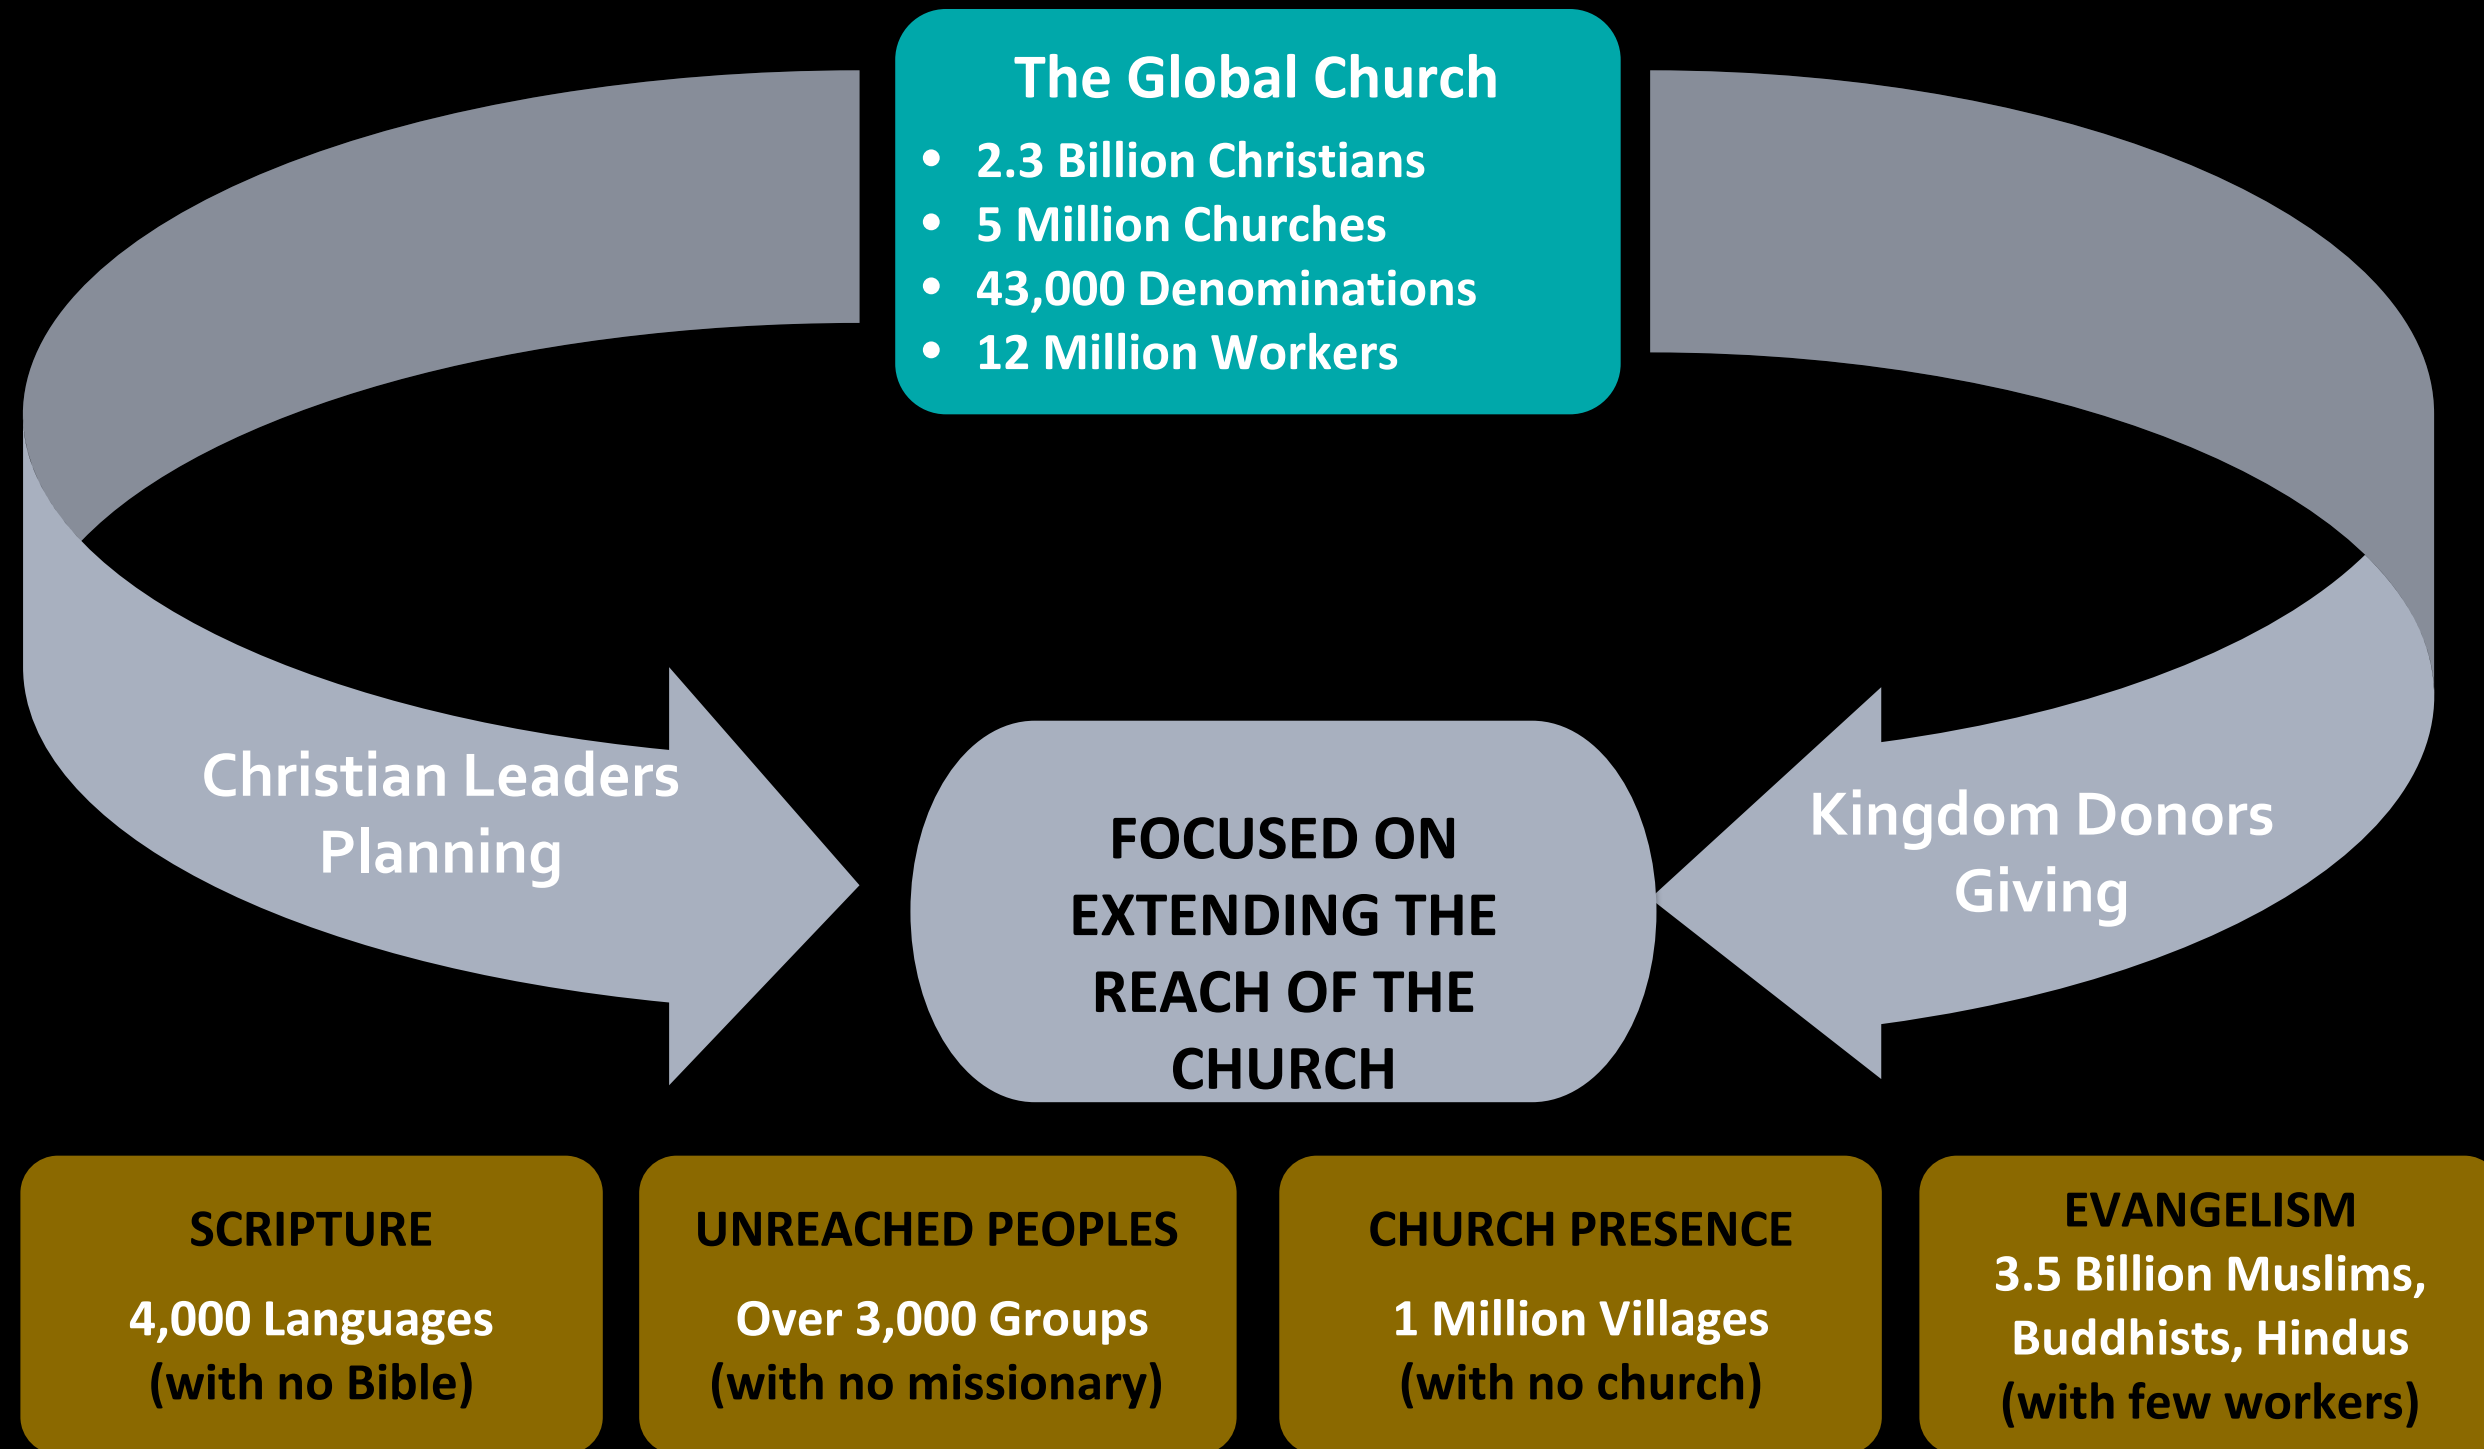 The Global Church
• 2.3 Billion Christians
• 5 Million Churches
• 43,000 Denominations
• 12 Million Workers
Christian Leaders
Planning
FOCUSED ON
EXTENDING THE
REACH OF THE
CHURCH
Kingdom Donors
Giving
SCRIPTURE
4,000 Languages
(with no Bible)
UNREACHED PEOPLES
Over 3,000 Groups
(with no missionary)
CHURCH PRESENCE
1 Million Villages
(with no church)
EVANGELISM
3.5 Billion Muslims,
Buddhists, Hindus
(with few workers)